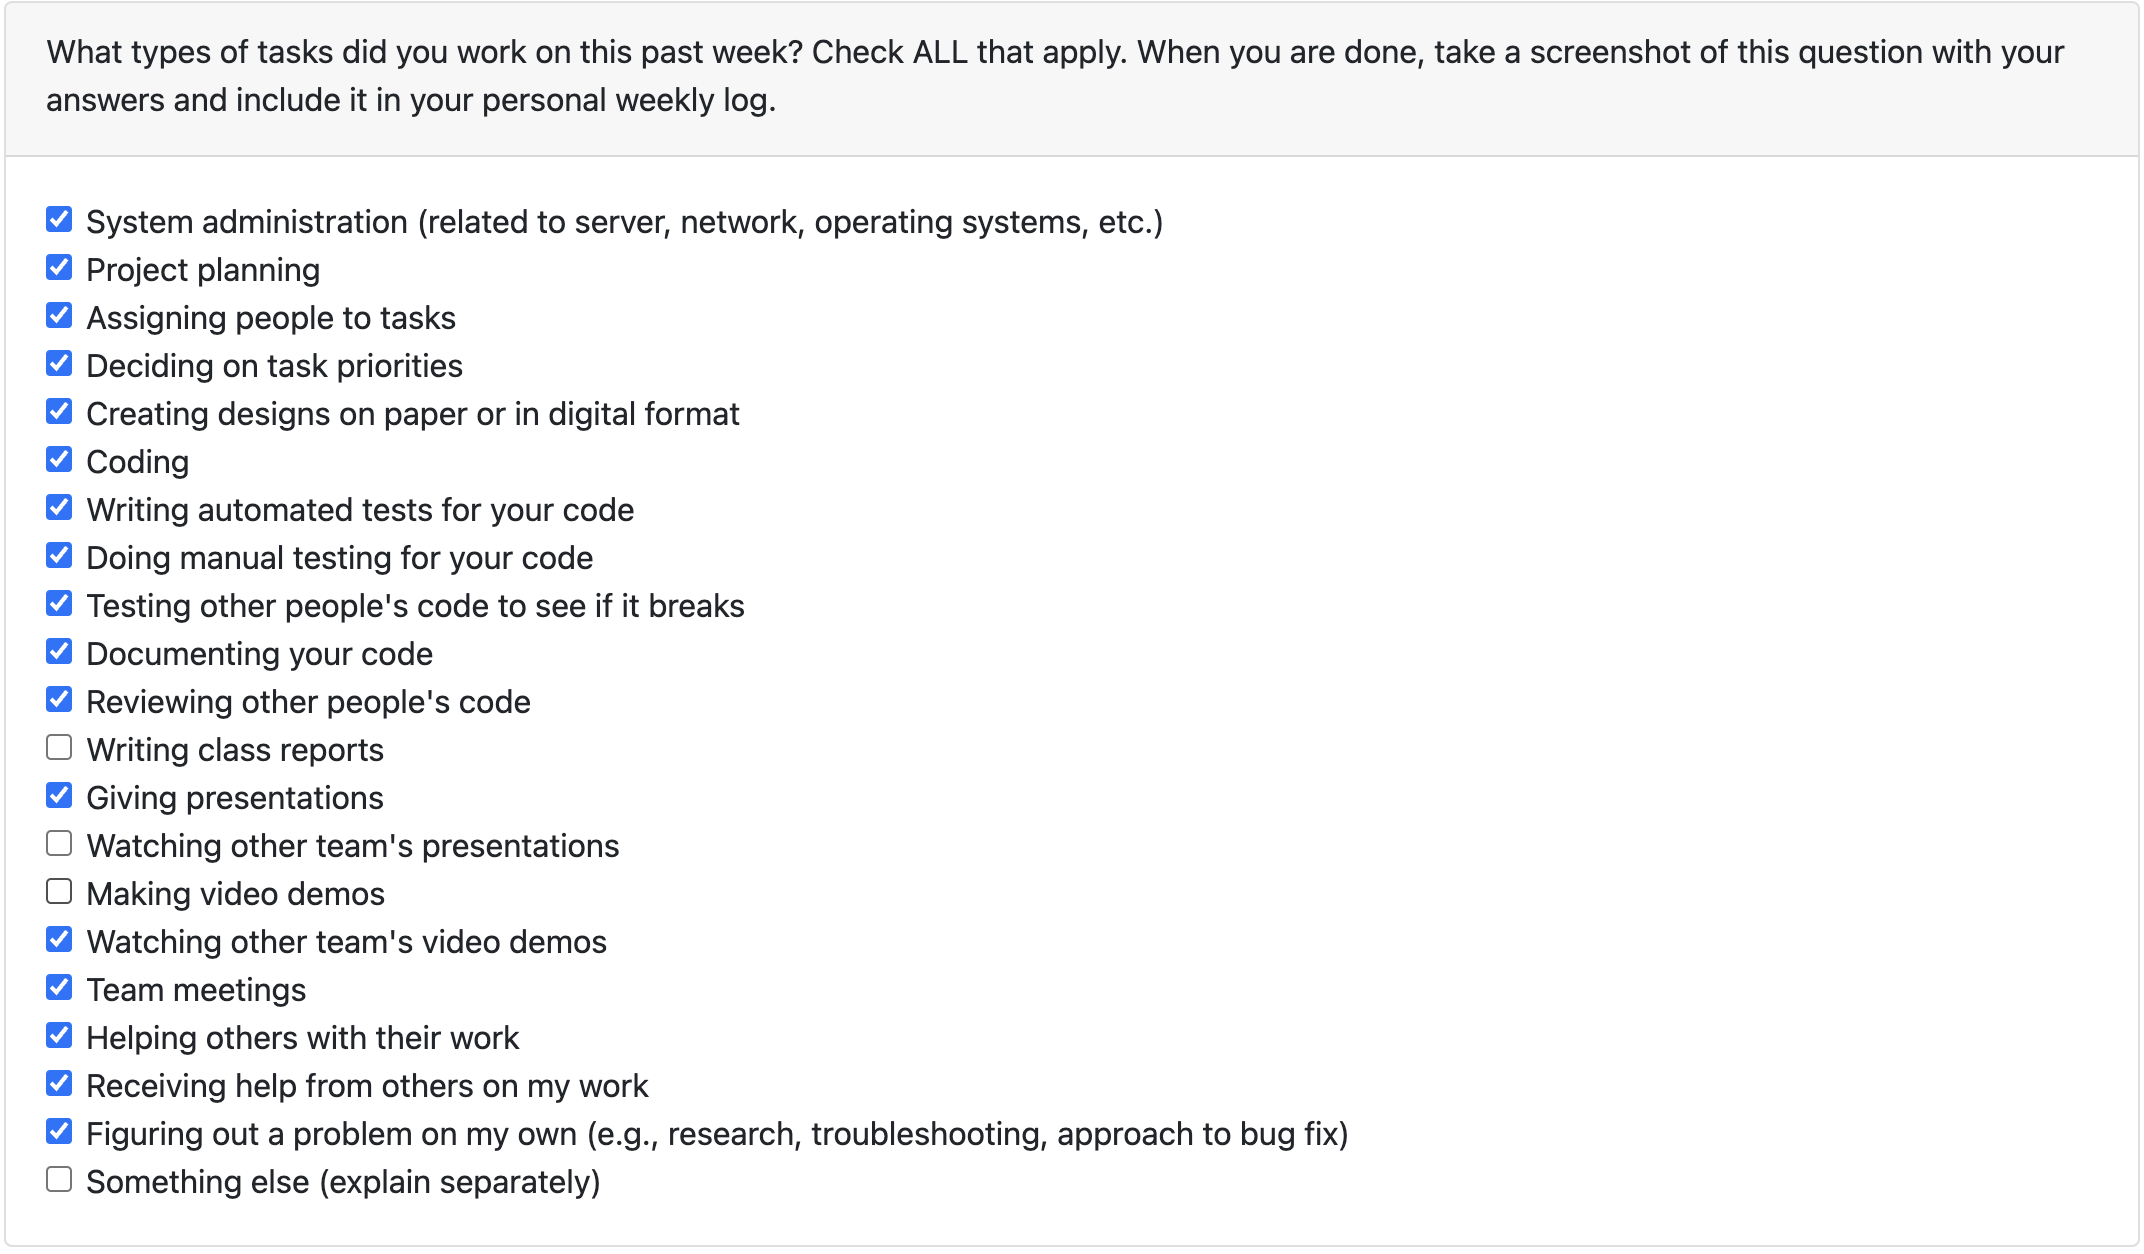 What types of tasks did you work on this past week? Check ALL that apply. When you are done, take a screenshot of this question with your
answers and include it in your personal weekly log.
System administration (related to server, network, operating systems, etc.)
Project planning
Assigning people to tasks
Deciding on task priorities
Creating designs on paper or in digital format
Coding
Writing automated tests for your code
Doing manual testing for your code
Testing other people's code to see if it breaks
Documenting your code
Reviewing other people's code
Writing class reports
Giving presentations
Watching other team's presentations
Making video demos
Watching other team's video demos
Team meetings
Helping others with their work
Receiving help from others on my work
Figuring out a problem on my own (e.g., research, troubleshooting, approach to bug fix)
Something else (explain separately)